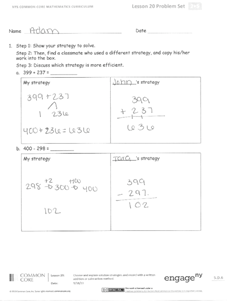 NYS COMMON CORE MATHEMATICS CURRICULUM
Lesson 20 Problem Set
Name Adam Date
1. Step 1: Show your strategy to solve.
Step 2: Then, find a classmate who used a different strategy, and copy his/her
work into the box.
Step 3: Discuss which strategy is more efficient.
a. 399 + 237 =
My strategy
's strategy
399+237
1 236
400+236=636
399
+ 237
636
b. 400 - 298 =
My strategy
's strategy
+2 +100
298 → 300 → 400
102
399
- 297
102
COMMON CORE
engage ny